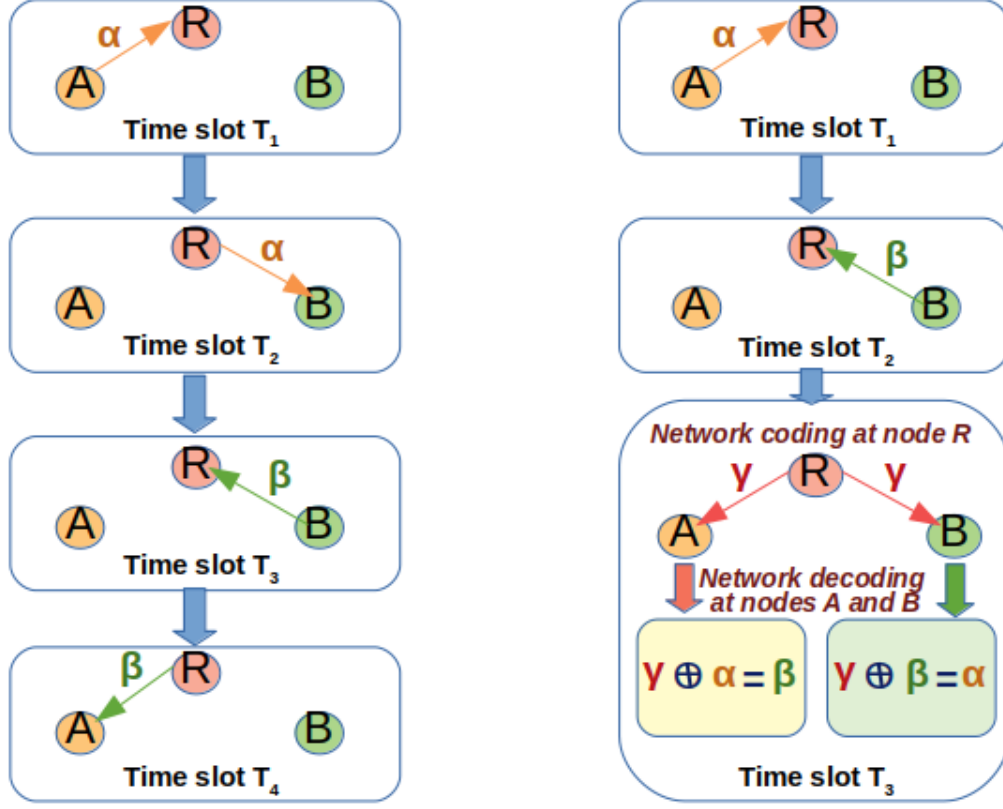 α
R
A
B
Time slot T1
R
α
A
B
Time slot T2
R
β
A
B
Time slot T3
β
R
A
B
Time slot T4
α
R
A
B
Time slot T1
R
β
A
B
Time slot T2
Network coding at node R
γ R γ
A
B
Network decoding
at nodes A and B
γ ⊕ α = β
γ ⊕ β = α
Time slot T3